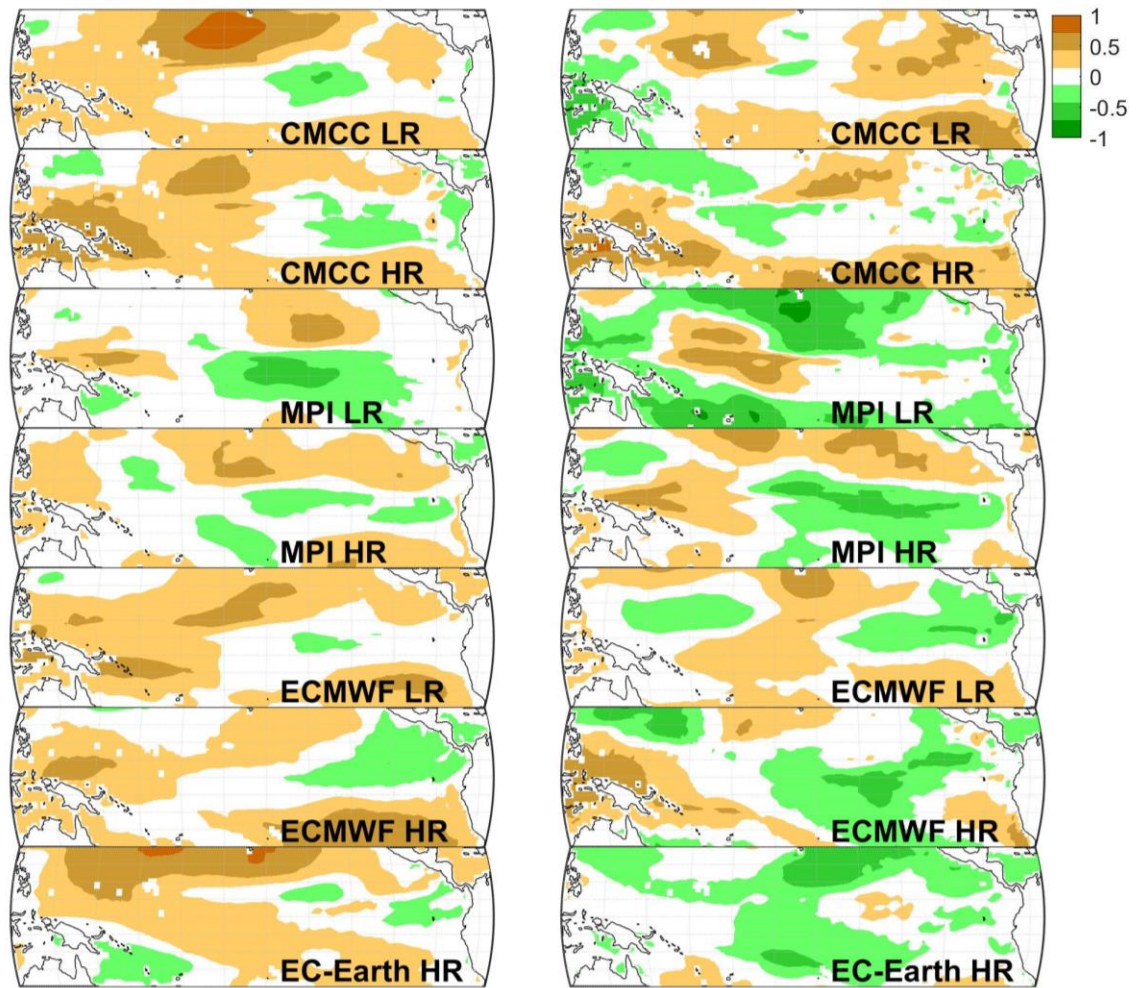 CMCC LR
CMCC HR
MPI LR
MPI HR
ECMWF LR
ECMWF HR
EC-Earth HR
CMCC LR
CMCC HR
MPI LR
MPI HR
ECMWF LR
ECMWF HR
EC-Earth HR
1
0.5
0
-0.5
-1